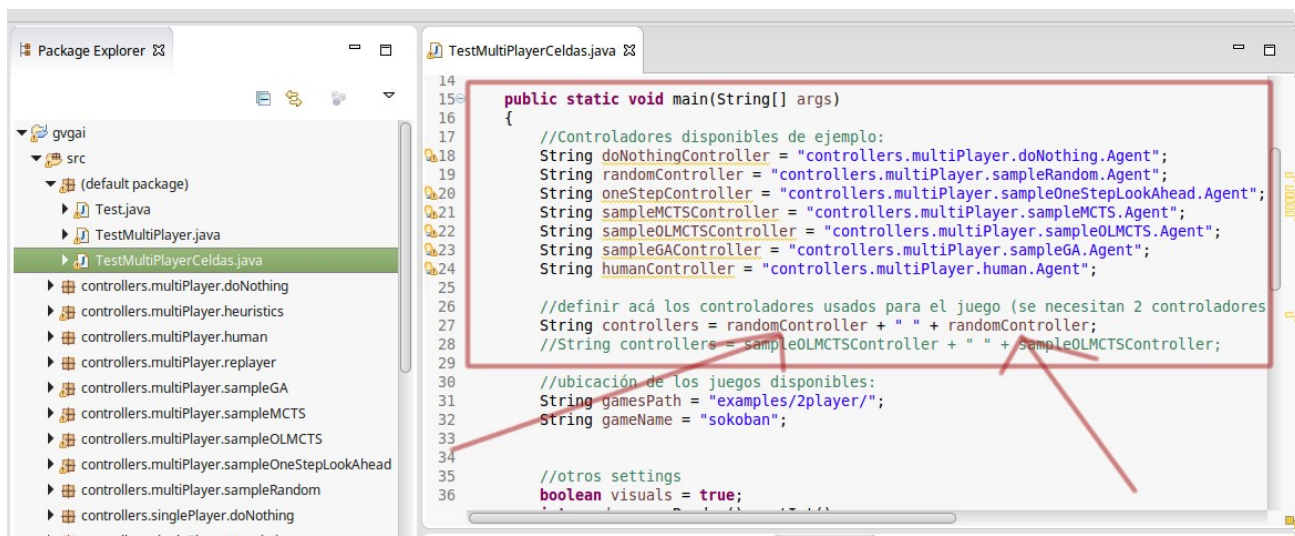 Package Explorer
gvgai
src
(default package)
Test.java
TestMultiPlayer.java
TestMultiPlayerCeldas.java
controllers.multiPlayer.doNothing
controllers.multiPlayer.heuristics
controllers.multiPlayer.human
controllers.multiPlayer.replayer
controllers.multiPlayer.sampleGA
controllers.multiPlayer.sampleMCTS
controllers.multiPlayer.sampleOLMCTS
controllers.multiPlayer.sampleOneStepLookAhead
controllers.multiPlayer.sampleRandom
controllers.singlePlayer.doNothing
TestMultiPlayerCeldas.java
14
15 public static void main(String[] args)
16 {
17 //Controladores disponibles de ejemplo:
18 String doNothingController = "controllers.multiPlayer.doNothing.Agent";
19 String randomController = "controllers.multiPlayer.sampleRandom.Agent";
20 String oneStepController = "controllers.multiPlayer.sampleOneStepLookAhead.Agent";
21 String sampleMCTSController = "controllers.multiPlayer.sampleMCTS.Agent";
22 String sampleOLMCTSController = "controllers.multiPlayer.sampleOLMCTS.Agent";
23 String sampleGAController = "controllers.multiPlayer.sampleGA.Agent";
24 String humanController = "controllers.multiPlayer.human.Agent";
25
26 //definir acá los controladores usados para el juego (se necesitan 2 controladores
27 String controllers = randomController + " " + randomController;
28 //String controllers = sampleOLMCTSController + " " + sampleOLMCTSController;
29
30 //ubicación de los juegos disponibles:
31 String gamesPath = "examples/2player/";
32 String gameName = "sokoban";
33
34
35 //otros settings
36 boolean visuals = true;